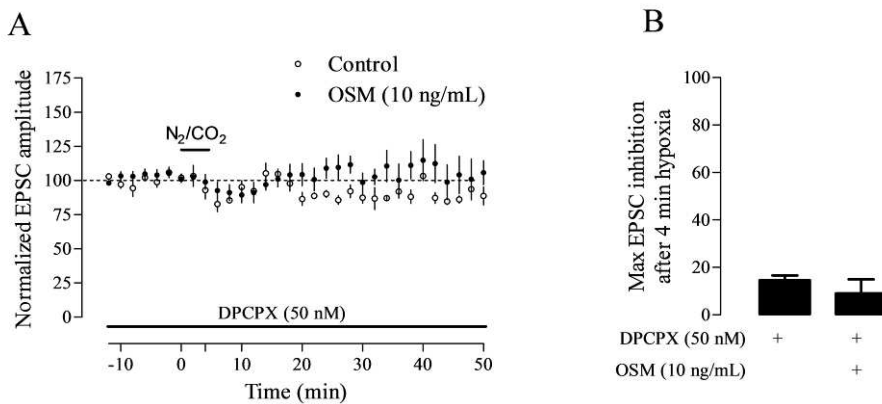 A
Normalized EPSC amplitude
175
150
125
100
75
50
25
0
Control
OSM (10 ng/mL)
N2/CO2
DPCPX (50 nM)
-10
0
10
20
30
40
50
Time (min)
B
Max EPSC inhibition
after 4 min hypoxia
100
80
60
40
20
0
DPCPX (50 nM) + +
OSM (10 ng/mL) +